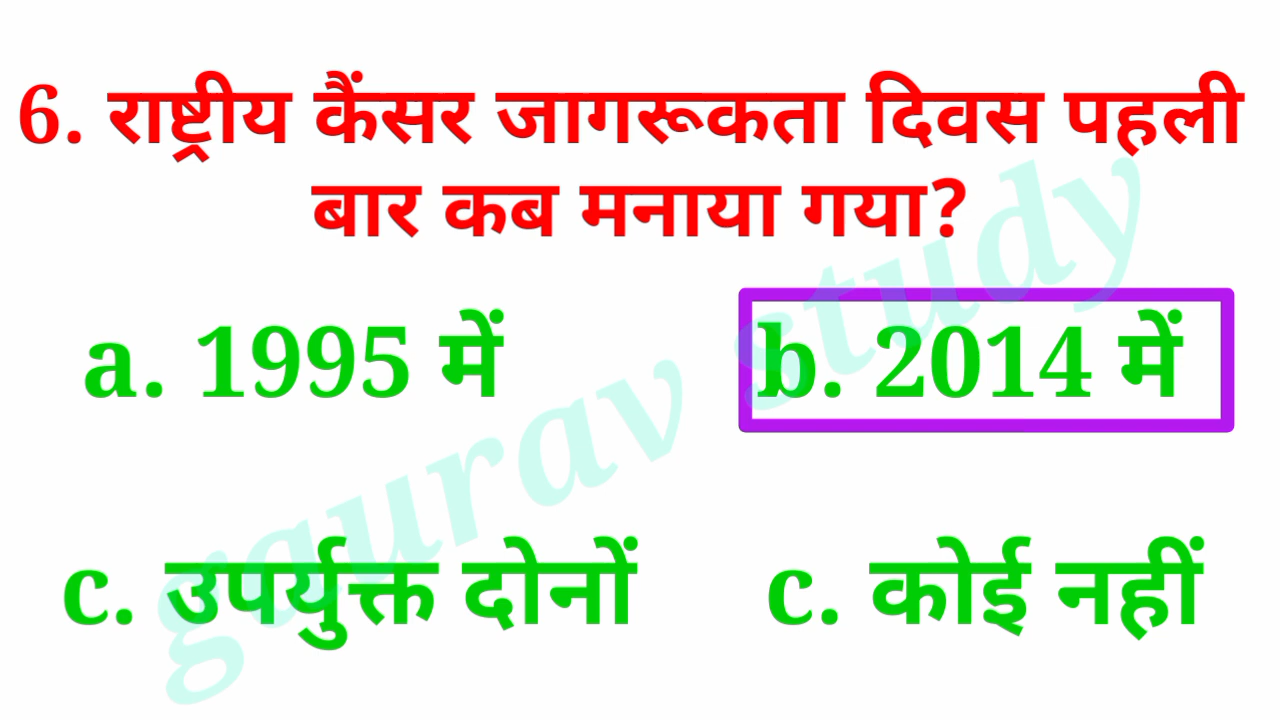 6. राष्ट्रीय कैंसर जागरूकता दिवस पहली
बार कब मनाया गया?
a. 1995 में
b. 2014 में
c. उपर्युक्त दोनों
c. कोई नहीं
gaurav study